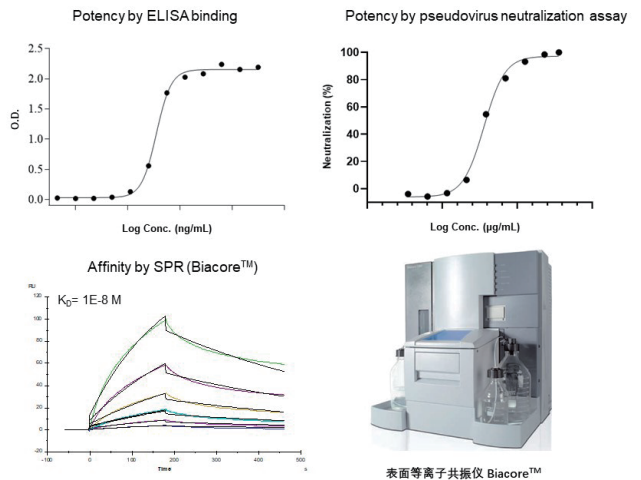 Potency by ELISA binding
2.5
2.0
1.5
1.0
0.5
0.0
O.D.
Log Conc. (ng/mL)
Potency by pseudovirus neutralization assay
100
80
60
40
20
0
Neutralization (%)
Log Conc. (µg/mL)
Affinity by SPR (Biacore™)
K_D= 1E-8 M
RU
120
100
80
60
40
20
0
-20
-100
0
100
200
300
400
500
Time
s
表面等离子共振仪 Biacore™